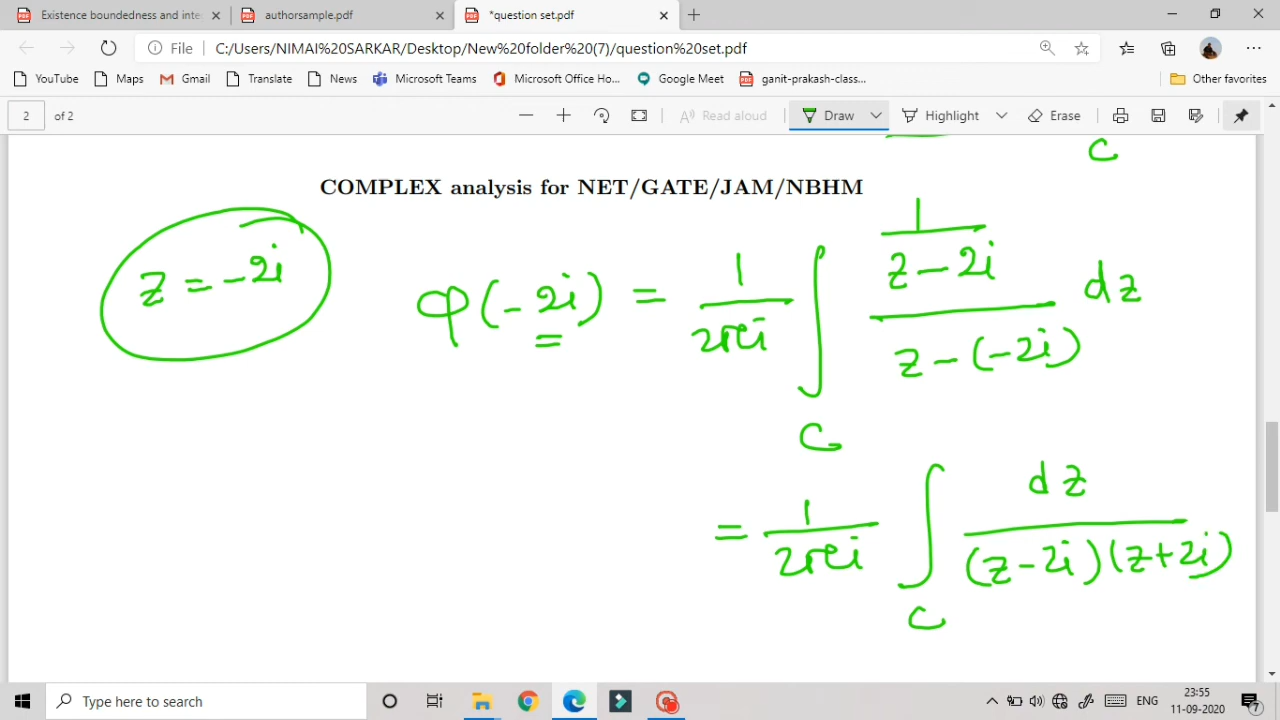 Existence boundedness and inte
authorsample.pdf
*question set.pdf
File C:/Users/NIMAI%20SARKAR/Desktop/New%20folder%20(7)/question%20set.pdf
YouTube Maps Gmail Translate News Microsoft Teams Microsoft Office Ho... Google Meet ganit-prakash-class... Other favorites
2 of 2 Read aloud Draw Highlight Erase
C
COMPLEX analysis for NET/GATE/JAM/NBHM
z = -2i
φ(-2i) = 1/2πi ∫C (1/(z-2i))/(z-(-2i)) dz
= 1/2πi ∫C dz/((z-2i)(z+2i))
Type here to search
ENG
23:55
11-09-2020
7